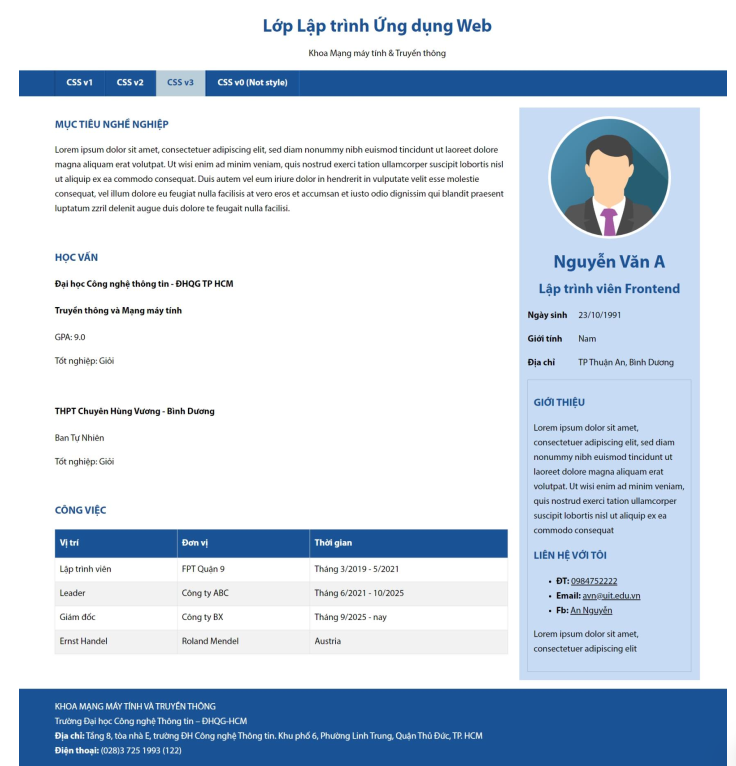 Lớp Lập trình Ứng dụng Web
Khoa Mạng máy tính & Truyền thông
CSS v1 CSS v2 CSS v3 CSS v0 (Not style)
MỤC TIÊU NGHỀ NGHIỆP
Lorem ipsum dolor sit amet, consectetuer adipiscing elit, sed diam nonummy nibh euismod tincidunt ut laoreet dolore
magna aliquam erat volutpat. Ut wisi enim ad minim veniam, quis nostrud exerci tation ullamcorper suscipit lobortis nisl
ut aliquip ex ea commodo consequat. Duis autem vel eum iriure dolor in hendrerit in vulputate velit esse molestie
consequat, vel illum dolore eu feugiat nulla facilisis at vero eros et accumsan et iusto odio dignissim qui blandit praesent
luptatum zzril delenit augue duis dolore te feugait nulla facilisi.
HỌC VẤN
Đại học Công nghệ thông tin - ĐHQG TP HCM
Truyền thông và Mạng máy tính
GPA: 9.0
Tốt nghiệp: Giỏi
THPT Chuyên Hùng Vương - Bình Dương
Ban Tự Nhiên
Tốt nghiệp: Giỏi
CÔNG VIỆC
Vị trí Đơn vị Thời gian
Lập trình viên FPT Quận 9 Tháng 3/2019 - 5/2021
Leader Công ty ABC Tháng 6/2021 - 10/2025
Giám đốc Công ty BX Tháng 9/2025 - nay
Ernst Handel Roland Mendel Austria
Nguyễn Văn A
Lập trình viên Frontend
Ngày sinh 23/10/1991
Giới tính Nam
Địa chỉ TP Thuận An, Bình Dương
GIỚI THIỆU
Lorem ipsum dolor sit amet,
consectetuer adipiscing elit, sed diam
nonummy nibh euismod tincidunt ut
laoreet dolore magna aliquam erat
volutpat. Ut wisi enim ad minim veniam,
quis nostrud exerci tation ullamcorper
suscipit lobortis nisl ut aliquip ex ea
commodo consequat
LIÊN HỆ VỚI TÔI
• ĐT: 0984752222
• Email: avn@uit.edu.vn
• Fb: An Nguyễn
Lorem ipsum dolor sit amet,
consectetuer adipiscing elit
KHOA MẠNG MÁY TÍNH VÀ TRUYỀN THÔNG
Trường Đại học Công nghệ Thông tin – ĐHQG-HCM
Địa chỉ: Tầng 8, tòa nhà E, trường ĐH Công nghệ Thông tin. Khu phố 6, Phường Linh Trung, Quận Thủ Đức, TP. HCM
Điện thoại: (028)3 725 1993 (122)